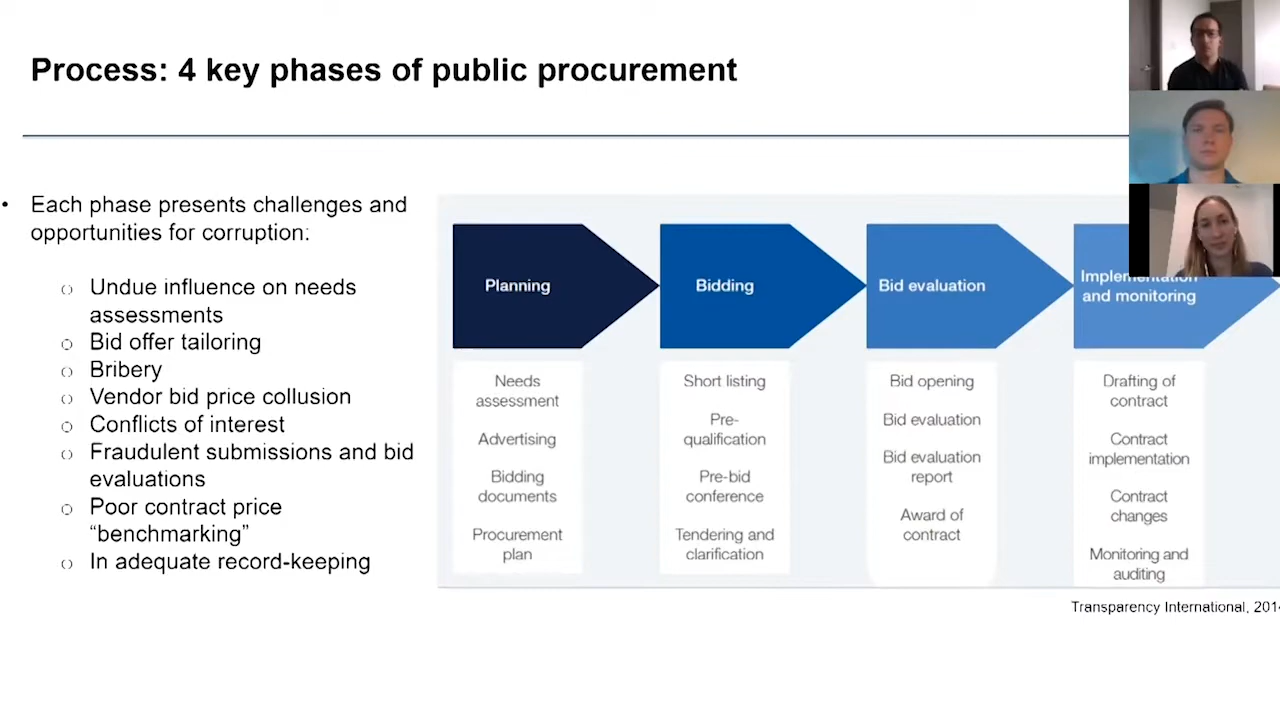 Process: 4 key phases of public procurement
• Each phase presents challenges and
opportunities for corruption:
Undue influence on needs
assessments
Bid offer tailoring
Bribery
Vendor bid price collusion
Conflicts of interest
Fraudulent submissions and bid
evaluations
Poor contract price
“benchmarking”
In adequate record-keeping
Planning
Needs
assessment
Advertising
Bidding
documents
Procurement
plan
Bidding
Short listing
Pre-
qualification
Pre-bid
conference
Tendering and
clarification
Bid evaluation
Bid opening
Bid evaluation
Bid evaluation
report
Award of
contract
Implementation
and monitoring
Drafting of
contract
Contract
implementation
Contract
changes
Monitoring and
auditing
Transparency International, 201